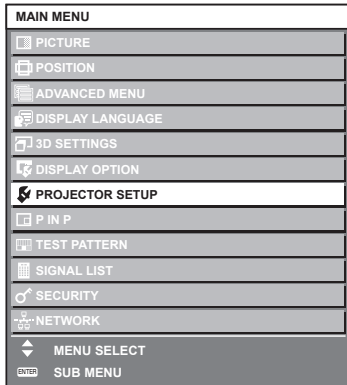 MAIN MENU
PICTURE
POSITION
ADVANCED MENU
DISPLAY LANGUAGE
3D SETTINGS
DISPLAY OPTION
PROJECTOR SETUP
P IN P
TEST PATTERN
SIGNAL LIST
SECURITY
NETWORK
MENU SELECT
ENTER SUB MENU